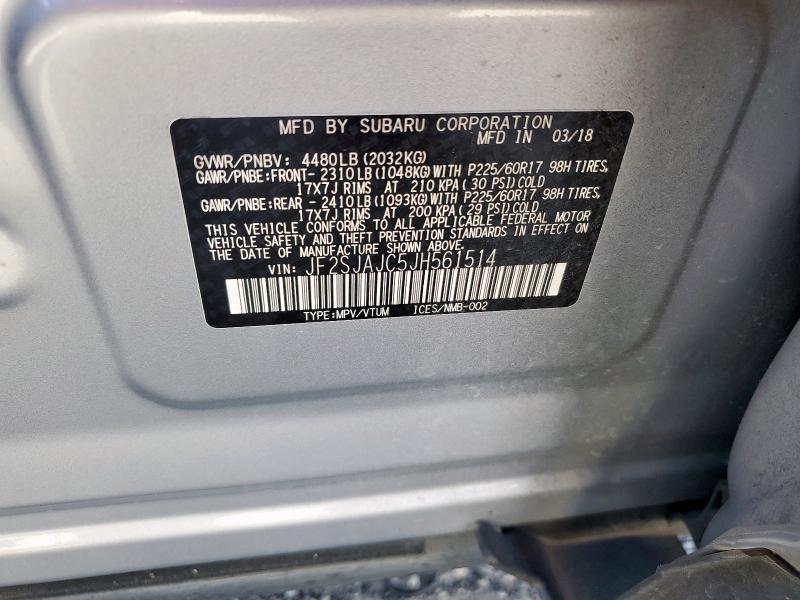 MFD BY SUBARU CORPORATION
MFD IN 03/18
GVWR/PNBV: 4480LB (2032KG)
GAWR/PNBE:FRONT- 2310LB (1048KG) WITH P225/60R17 98H TIRES,
17X7J RIMS AT 210 KPA (30 PSI) COLD
GAWR/PNBE:REAR - 2410LB (1093KG) WITH P225/60R17 98H TIRES,
17X7J RIMS AT 200 KPA (29 PSI) COLD
THIS VEHICLE CONFORMS TO ALL APPLICABLE FEDERAL MOTOR
VEHICLE SAFETY AND THEFT PREVENTION STANDARDS IN EFFECT ON
THE DATE OF MANUFACTURE SHOWN ABOVE.
VIN: JF2SJAJC5JH561514
TYPE:MPV/VTUM ICES/NMB-002